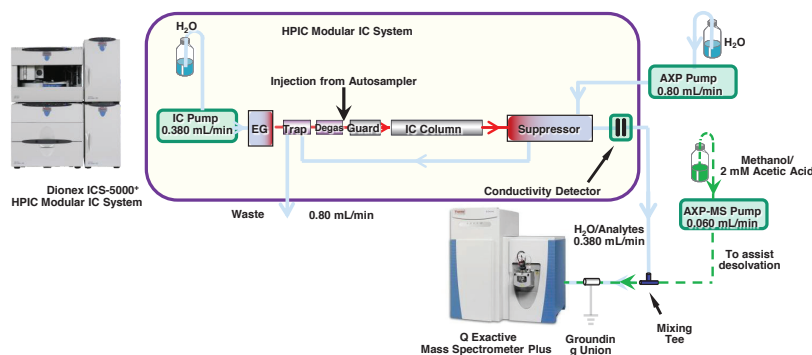 HPIC Modular IC System
H₂O
H₂O
Injection from Autosampler
AXP Pump
0.80 mL/min
IC Pump
0.380 mL/min
EG
Trap
Degas
Guard
IC Column
Suppressor
Conductivity Detector
Methanol/
2 mM Acetic Acid
Dionex ICS-5000⁺
HPIC Modular IC System
Waste
0.80 mL/min
AXP-MS Pump
0.060 mL/min
H₂O/Analytes
0.380 mL/min
To assist
desolvation
Mixing
Tee
Groundin
g Union
Q Exactive
Mass Spectrometer Plus